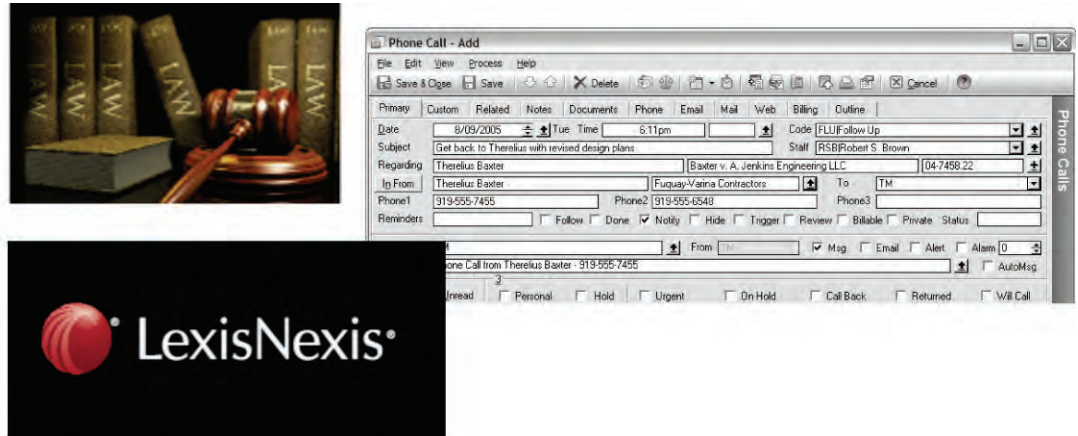 LAW LAW LAW LAW
Phone Call - Add
File Edit View Process Help
Save & Close Save Delete Cancel
Primary Custom Related Notes Documents Phone Email Mail Web Billing Outline
Date 8/09/2005 Tue Time 6:11pm Code FLU|Follow Up
Subject Get back to Therelius with revised design plans Staff RSB|Robert S. Brown
Regarding Therelius Baxter Baxter v. A. Jenkins Engineering LLC 04-7458.22
In From Therelius Baxter Fuquay-Varina Contractors To TM
Phone1 919-555-7455 Phone2 919-555-6548 Phone3
Reminders Follow Done Notify Hide Trigger Review Billable Private Status
From TM Msg Email Alert Alarm 0
Call from Therelius Baxter - 919-555-7455 AutoMsg
3
Personal Hold Urgent On Hold Call Back Returned Will Call
Phone Calls
LexisNexis®